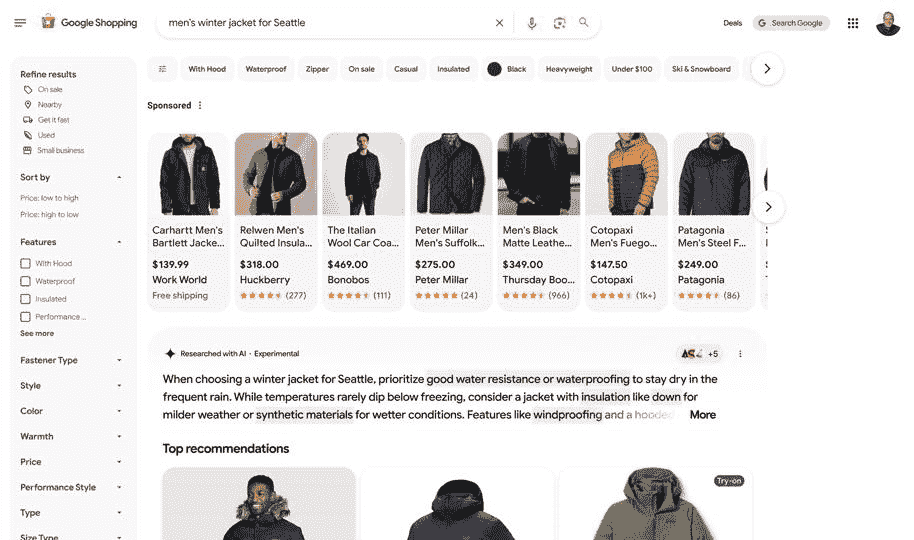 Google Shopping
men's winter jacket for Seattle
Deals
G Search Google
With Hood
Waterproof
Zipper
On sale
Casual
Insulated
Black
Heavyweight
Under $100
Ski & Snowboard
Refine results
On sale
Nearby
Get it fast
Used
Small business
Sort by
Price: low to high
Price: high to low
Features
With Hood
Waterproof
Insulated
Performance ...
See more
Fastener Type
Style
Color
Warmth
Price
Performance Style
Type
Size Type
Sponsored
Carhartt Men's
Bartlett Jacke...
$139.99
Work World
Free shipping
Relwen Men's
Quilted Insula...
$318.00
Huckberry
(277)
The Italian
Wool Car Coa...
$469.00
Bonobos
(111)
Peter Millar
Men's Suffolk...
$275.00
Peter Millar
(24)
Men's Black
Matte Leathe...
$349.00
Thursday Boo...
(966)
Cotopaxi
Men's Fuego...
$147.50
Cotopaxi
(1k+)
Patagonia
Men's Steel F...
$249.00
Patagonia
(86)
Researched with AI · Experimental
+5
When choosing a winter jacket for Seattle, prioritize good water resistance or waterproofing to stay dry in the
frequent rain. While temperatures rarely dip below freezing, consider a jacket with insulation like down for
milder weather or synthetic materials for wetter conditions. Features like windproofing and a hooded
More
Top recommendations
Try-on